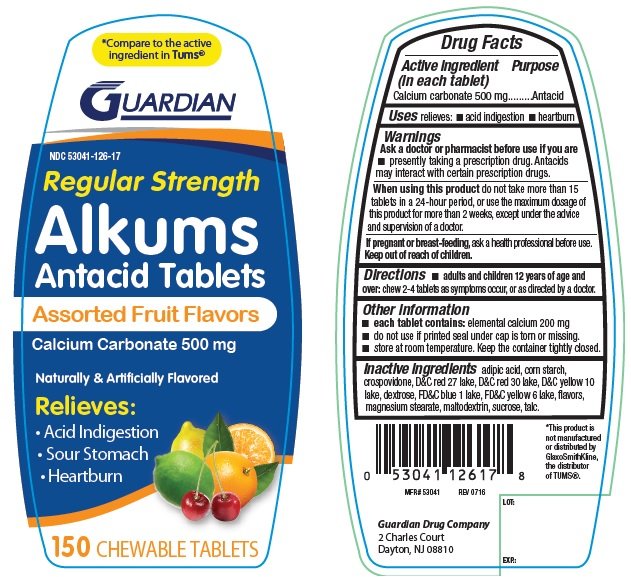 *Compare to the active
ingredient in Tums®
GUARDIAN
NDC 53041-126-17
Regular Strength
Alkums
Antacid Tablets
Assorted Fruit Flavors
Calcium Carbonate 500 mg
Naturally & Artificially Flavored
Relieves:
• Acid Indigestion
• Sour Stomach
• Heartburn
150 CHEWABLE TABLETS
Drug Facts
Active Ingredient Purpose
(in each tablet)
Calcium carbonate 500 mg.........Antacid
Uses relieves: ■ acid indigestion ■ heartburn
Warnings
Ask a doctor or pharmacist before use if you are
■ presently taking a prescription drug. Antacids
may interact with certain prescription drugs.
When using this product do not take more than 15
tablets in a 24-hour period, or use the maximum dosage of
this product for more than 2 weeks, except under the advice
and supervision of a doctor.
If pregnant or breast-feeding, ask a health professional before use.
Keep out of reach of children.
Directions ■ adults and children 12 years of age and
over: chew 2-4 tablets as symptoms occur, or as directed by a doctor.
Other Information
■ each tablet contains: elemental calcium 200 mg
■ do not use if printed seal under cap is torn or missing.
■ store at room temperature. Keep the container tightly closed.
Inactive Ingredients adipic acid, corn starch,
crospovidone, D&C red 27 lake, D&C red 30 lake, D&C yellow 10
lake, dextrose, FD&C blue 1 lake, FD&C yellow 6 lake, flavors,
magnesium stearate, maltodextrin, sucrose, talc.
0 53041 12617 8
MFR# 53041 REV 0716
*This product is
not manufactured
or distributed by
GlaxoSmithKline,
the distributor
of TUMS®.
Guardian Drug Company
2 Charles Court
Dayton, NJ 08810
LOT:
EXP.: